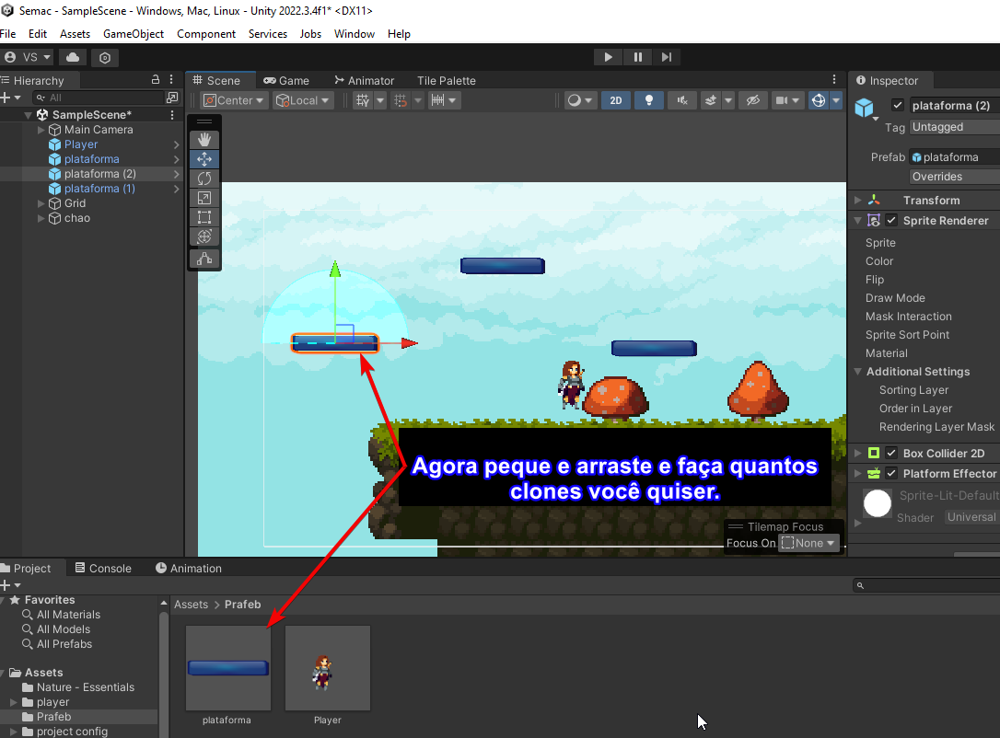 Semac - SampleScene - Windows, Mac, Linux - Unity 2022.3.4f1* <DX11>
File Edit Assets GameObject Component Services Jobs Window Help
VS
Hierarchy
All
SampleScene*
Main Camera
Player
plataforma
plataforma (2)
plataforma (1)
Grid
chao
Scene Game Animator Tile Palette
Center Local 2D
Agora peque e arraste e faça quantos
clones você quiser.
Tilemap Focus
Focus On None
Inspector
plataforma (2)
Tag Untagged
Prefab plataforma
Overrides
Transform
Sprite Renderer
Sprite
Color
Flip
Draw Mode
Mask Interaction
Sprite Sort Point
Material
Additional Settings
Sorting Layer
Order in Layer
Rendering Layer Mask
Box Collider 2D
Platform Effector
Sprite-Lit-Default
Shader Universal
Project Console Animation
Favorites
All Materials
All Models
All Prefabs
Assets
Nature - Essentials
player
Prafeb
project config
Assets > Prafeb
plataforma Player